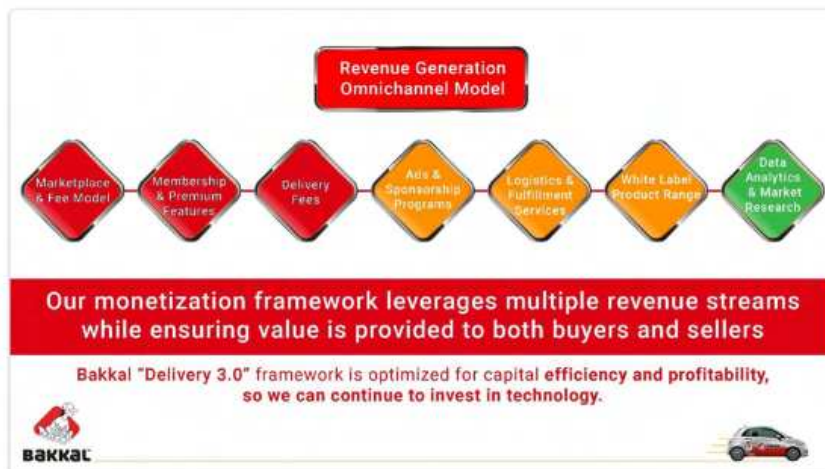 Revenue Generation
Omnichannel Model
Marketplace
& Fee Model
Membership
& Premium
Features
Delivery
Fees
Ads &
Sponsorship
Programs
Logistics &
Fulfillment
Services
White Label
Product Range
Data
Analytics
& Market
Research
Our monetization framework leverages multiple revenue streams
while ensuring value is provided to both buyers and sellers
Bakkal “Delivery 3.0” framework is optimized for capital efficiency and profitability,
so we can continue to invest in technology.
BAKKAL